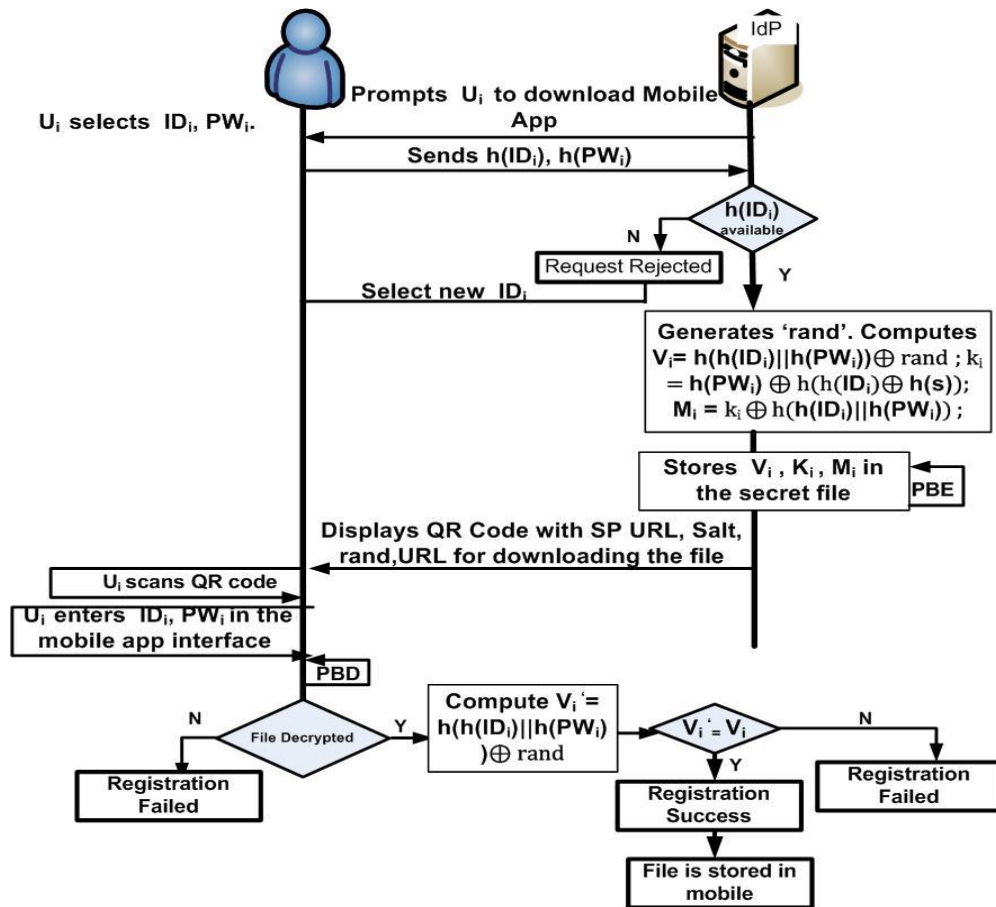 IdP
Prompts Uᵢ to download Mobile
App
Uᵢ selects IDᵢ, PWᵢ.
Sends h(IDᵢ), h(PWᵢ)
h(IDᵢ)
available
N
Y
Request Rejected
Select new IDᵢ
Generates ‘rand’. Computes
Vᵢ= h(h(IDᵢ)||h(PWᵢ))⊕ rand ; kᵢ
= h(PWᵢ) ⊕ h(h(IDᵢ)⊕ h(s));
Mᵢ = kᵢ ⊕ h(h(IDᵢ)||h(PWᵢ)) ;
Stores Vᵢ , Kᵢ , Mᵢ in
the secret file
PBE
Displays QR Code with SP URL, Salt,
rand,URL for downloading the file
Uᵢ scans QR code
Uᵢ enters IDᵢ, PWᵢ in the
mobile app interface
PBD
File Decrypted
N
Y
Registration
Failed
Compute Vᵢ ‘=
h(h(IDᵢ)||h(PWᵢ)
)⊕ rand
Vᵢ‘= Vᵢ
N
Y
Registration
Failed
Registration
Success
File is stored in
mobile